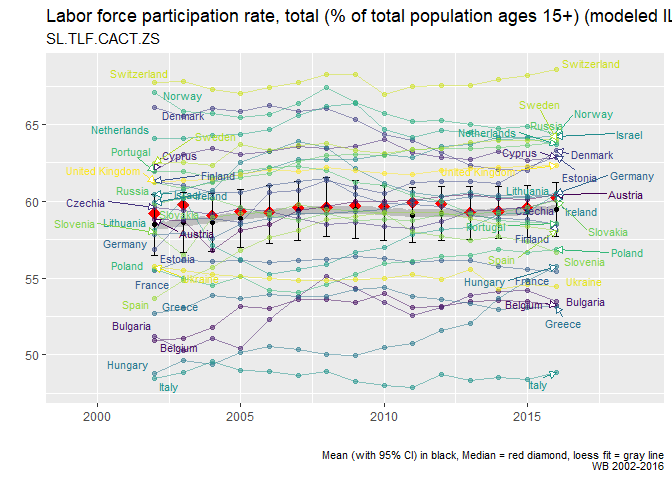 Labor force participation rate, total (% of total population ages 15+) (modeled IL
SL.TLF.CACT.ZS
Switzerland
Switzerland
Norway
Sweden
Norway
Denmark
65
Netherlands
Sweden
Netherlands
Russia
Israel
Portugal
Cyprus
Cyprus
Denmark
United Kingdom
Finland
United Kingdom
Estonia
Germany
Russia
Ireland
Lithuania
Austria
60
Czechia
Slovakia
Czechia
Ireland
Slovenia
Lithuania
Portugal
Slovakia
Germany
Austria
Finland
Estonia
Spain
Poland
Poland
Slovenia
55
France
Ukraine
Hungary
France
Ukraine
Spain
Greece
Belgium
Bulgaria
Bulgaria
Greece
50
Belgium
Hungary
Italy
Italy
2000
2005
2010
2015
Mean (with 95% CI) in black, Median = red diamond, loess fit = gray line
WB 2002-2016